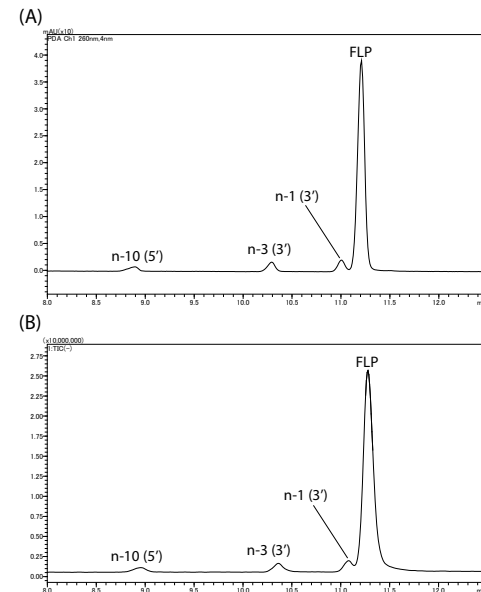 (A)
mAU(x10)
PDA Ch1 260nm,4nm
FLP
4.0
3.5
3.0
2.5
2.0
1.5
n-1 (3′)
1.0
n-3 (3′)
0.5
n-10 (5′)
0.0
8.0 8.5 9.0 9.5 10.0 10.5 11.0 11.5 12.0 m
(B)
(x10,000,000)
1:TIC(-)
FLP
2.75
2.50
2.25
2.00
1.75
1.50
1.25
n-1 (3′)
1.00
0.75
n-3 (3′)
0.50
n-10 (5′)
0.25
0.00
8.0 8.5 9.0 9.5 10.0 10.5 11.0 11.5 12.0 m